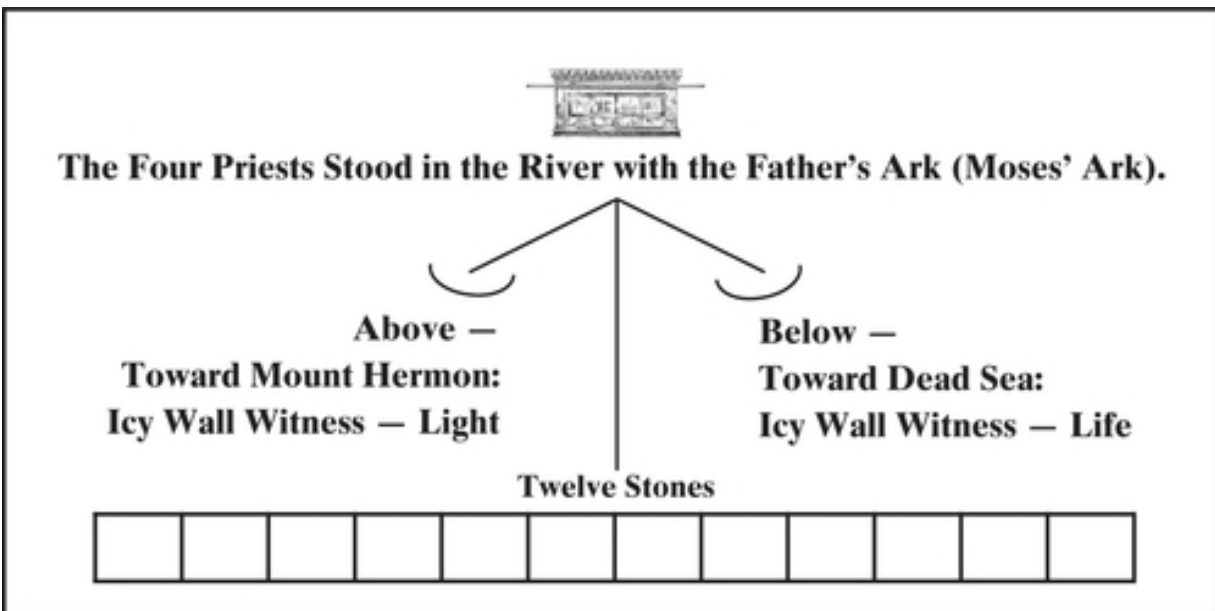 The Four Priests Stood in the River with the Father's Ark (Moses' Ark).
Above —
Toward Mount Hermon:
Icy Wall Witness — Light
Below —
Toward Dead Sea:
Icy Wall Witness — Life
Twelve Stones